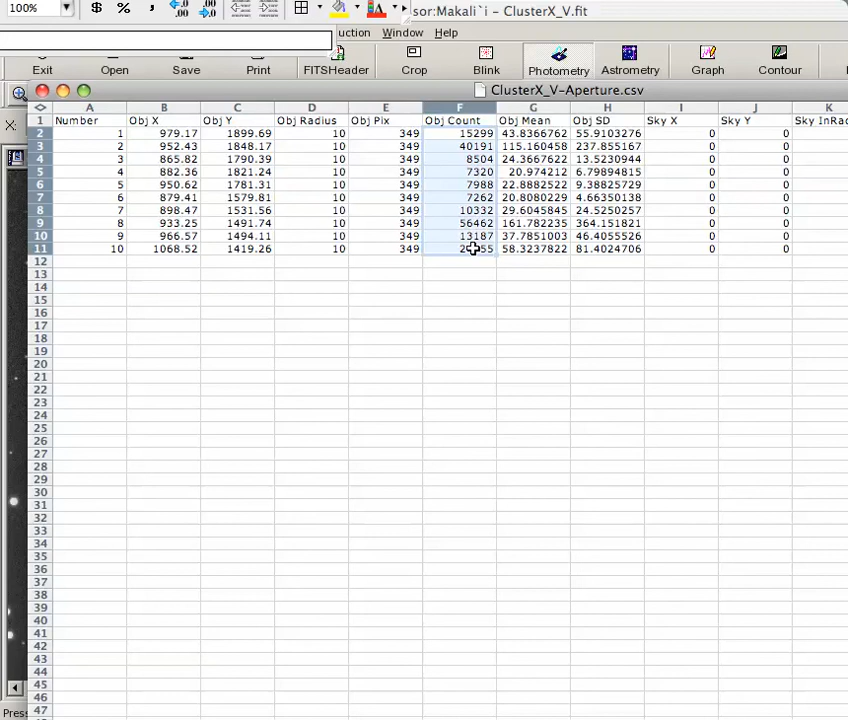 100% $ % , .0 .00 .00 .0
sor:Makali`i - ClusterX_V.fit
uction Window Help
Exit Open Save Print FITSHeader Crop Blink Photometry Astrometry Graph Contour
ClusterX_V-Aperture.csv
X:
A B C D E F G H I J K
1 Number Obj X Obj Y Obj Radius Obj Pix Obj Count Obj Mean Obj SD Sky X Sky Y Sky InRad
2 1 979.17 1899.69 10 349 15299 43.8366762 55.9103276 0 0
3 2 952.43 1848.17 10 349 40191 115.160458 237.855167 0 0
4 3 865.82 1790.39 10 349 8504 24.3667622 13.5230944 0 0
5 4 882.36 1821.24 10 349 7320 20.974212 6.79894815 0 0
6 5 950.62 1781.31 10 349 7988 22.8882522 9.38825729 0 0
7 6 879.41 1579.81 10 349 7262 20.8080229 4.66350138 0 0
8 7 898.47 1531.56 10 349 10332 29.6045845 24.5250257 0 0
9 8 933.25 1491.74 10 349 56462 161.782235 364.151821 0 0
10 9 966.57 1494.11 10 349 13187 37.7851003 46.4055526 0 0
11 10 1068.52 1419.26 10 349 58.3237822 81.4024706 0 0
12
13
14
15
16
17
18
19
20
21
22
23
24
25
26
27
28
29
30
31
32
33
34
35
36
37
38
39
40
41
42
43
44
45
46
47
Press